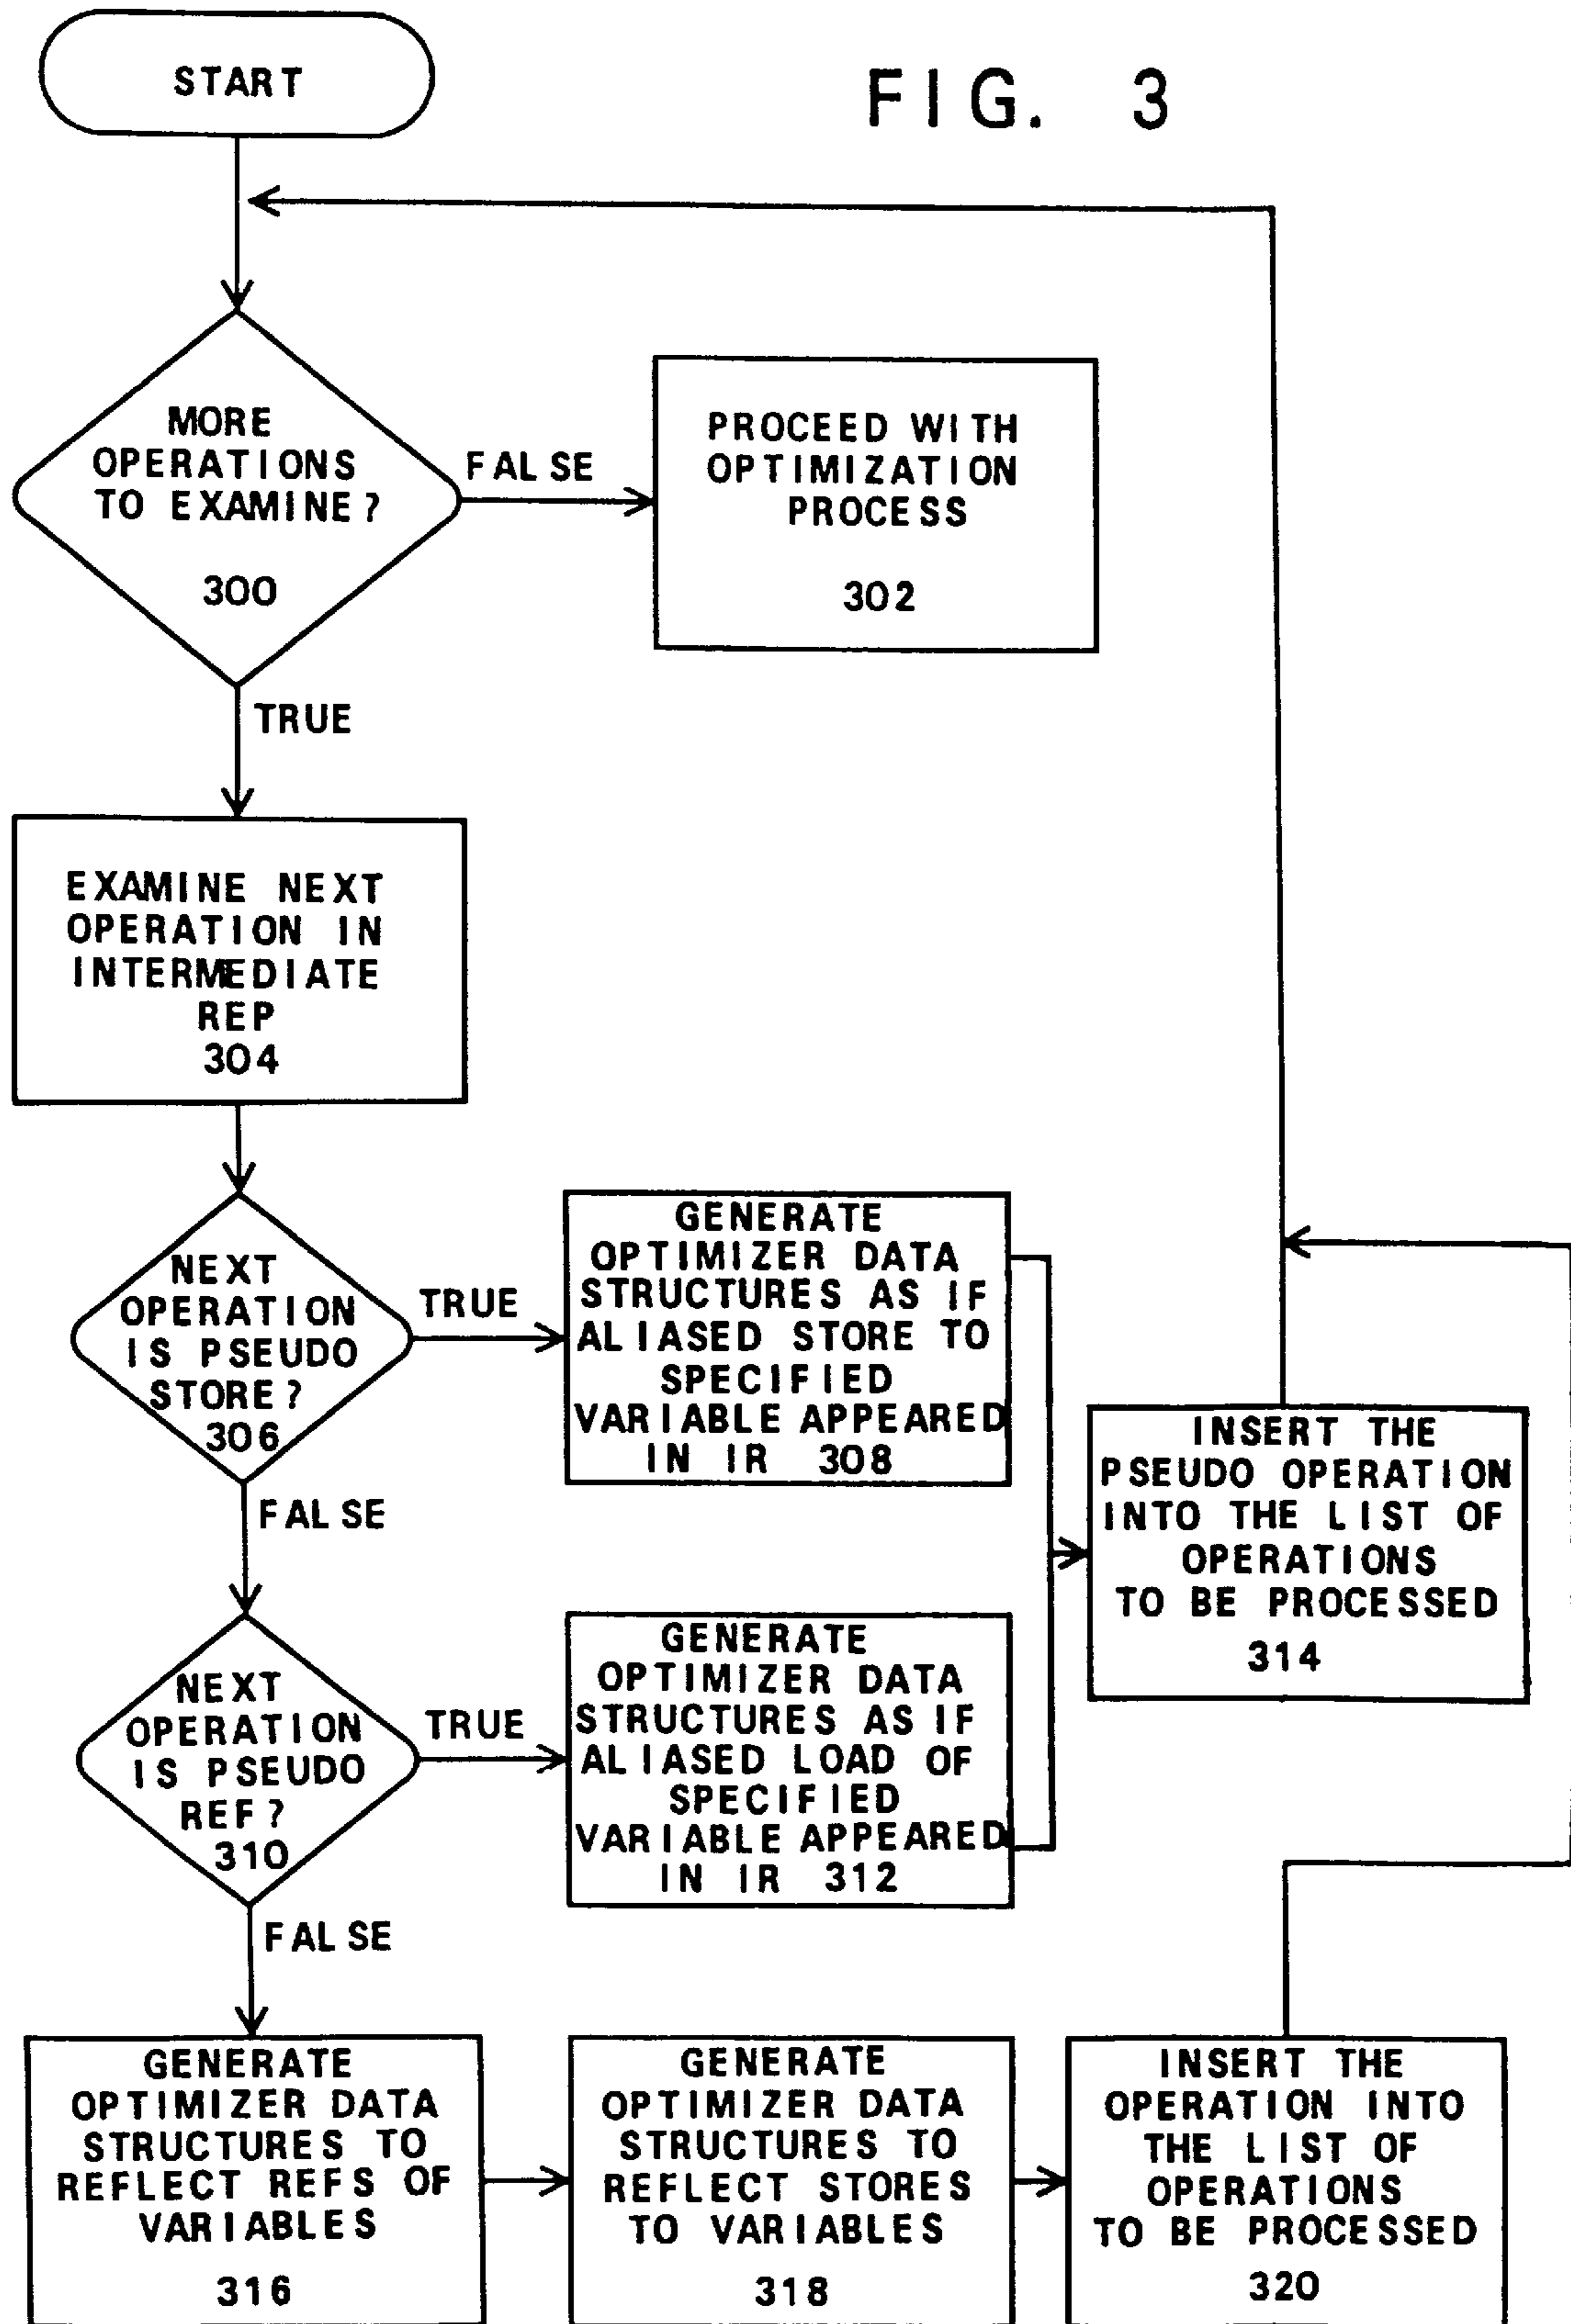 START
FIG. 3
MORE
OPERATIONS
TO EXAMINE?
300
FALSE
PROCEED WITH
OPTIMIZATION
PROCESS
302
TRUE
EXAMINE NEXT
OPERATION IN
INTERMEDIATE
REP
304
NEXT
OPERATION
IS PSEUDO
STORE?
306
TRUE
GENERATE
OPTIMIZER DATA
STRUCTURES AS IF
ALIASED STORE TO
SPECIFIED
VARIABLE APPEARED
IN IR 308
FALSE
INSERT THE
PSEUDO OPERATION
INTO THE LIST OF
OPERATIONS
TO BE PROCESSED
314
NEXT
OPERATION
IS PSEUDO
REF?
310
TRUE
GENERATE
OPTIMIZER DATA
STRUCTURES AS IF
ALIASED LOAD OF
SPECIFIED
VARIABLE APPEARED
IN IR 312
FALSE
GENERATE
OPTIMIZER DATA
STRUCTURES TO
REFLECT REFS OF
VARIABLES
316
GENERATE
OPTIMIZER DATA
STRUCTURES TO
REFLECT STORES
TO VARIABLES
318
INSERT THE
OPERATION INTO
THE LIST OF
OPERATIONS
TO BE PROCESSED
320